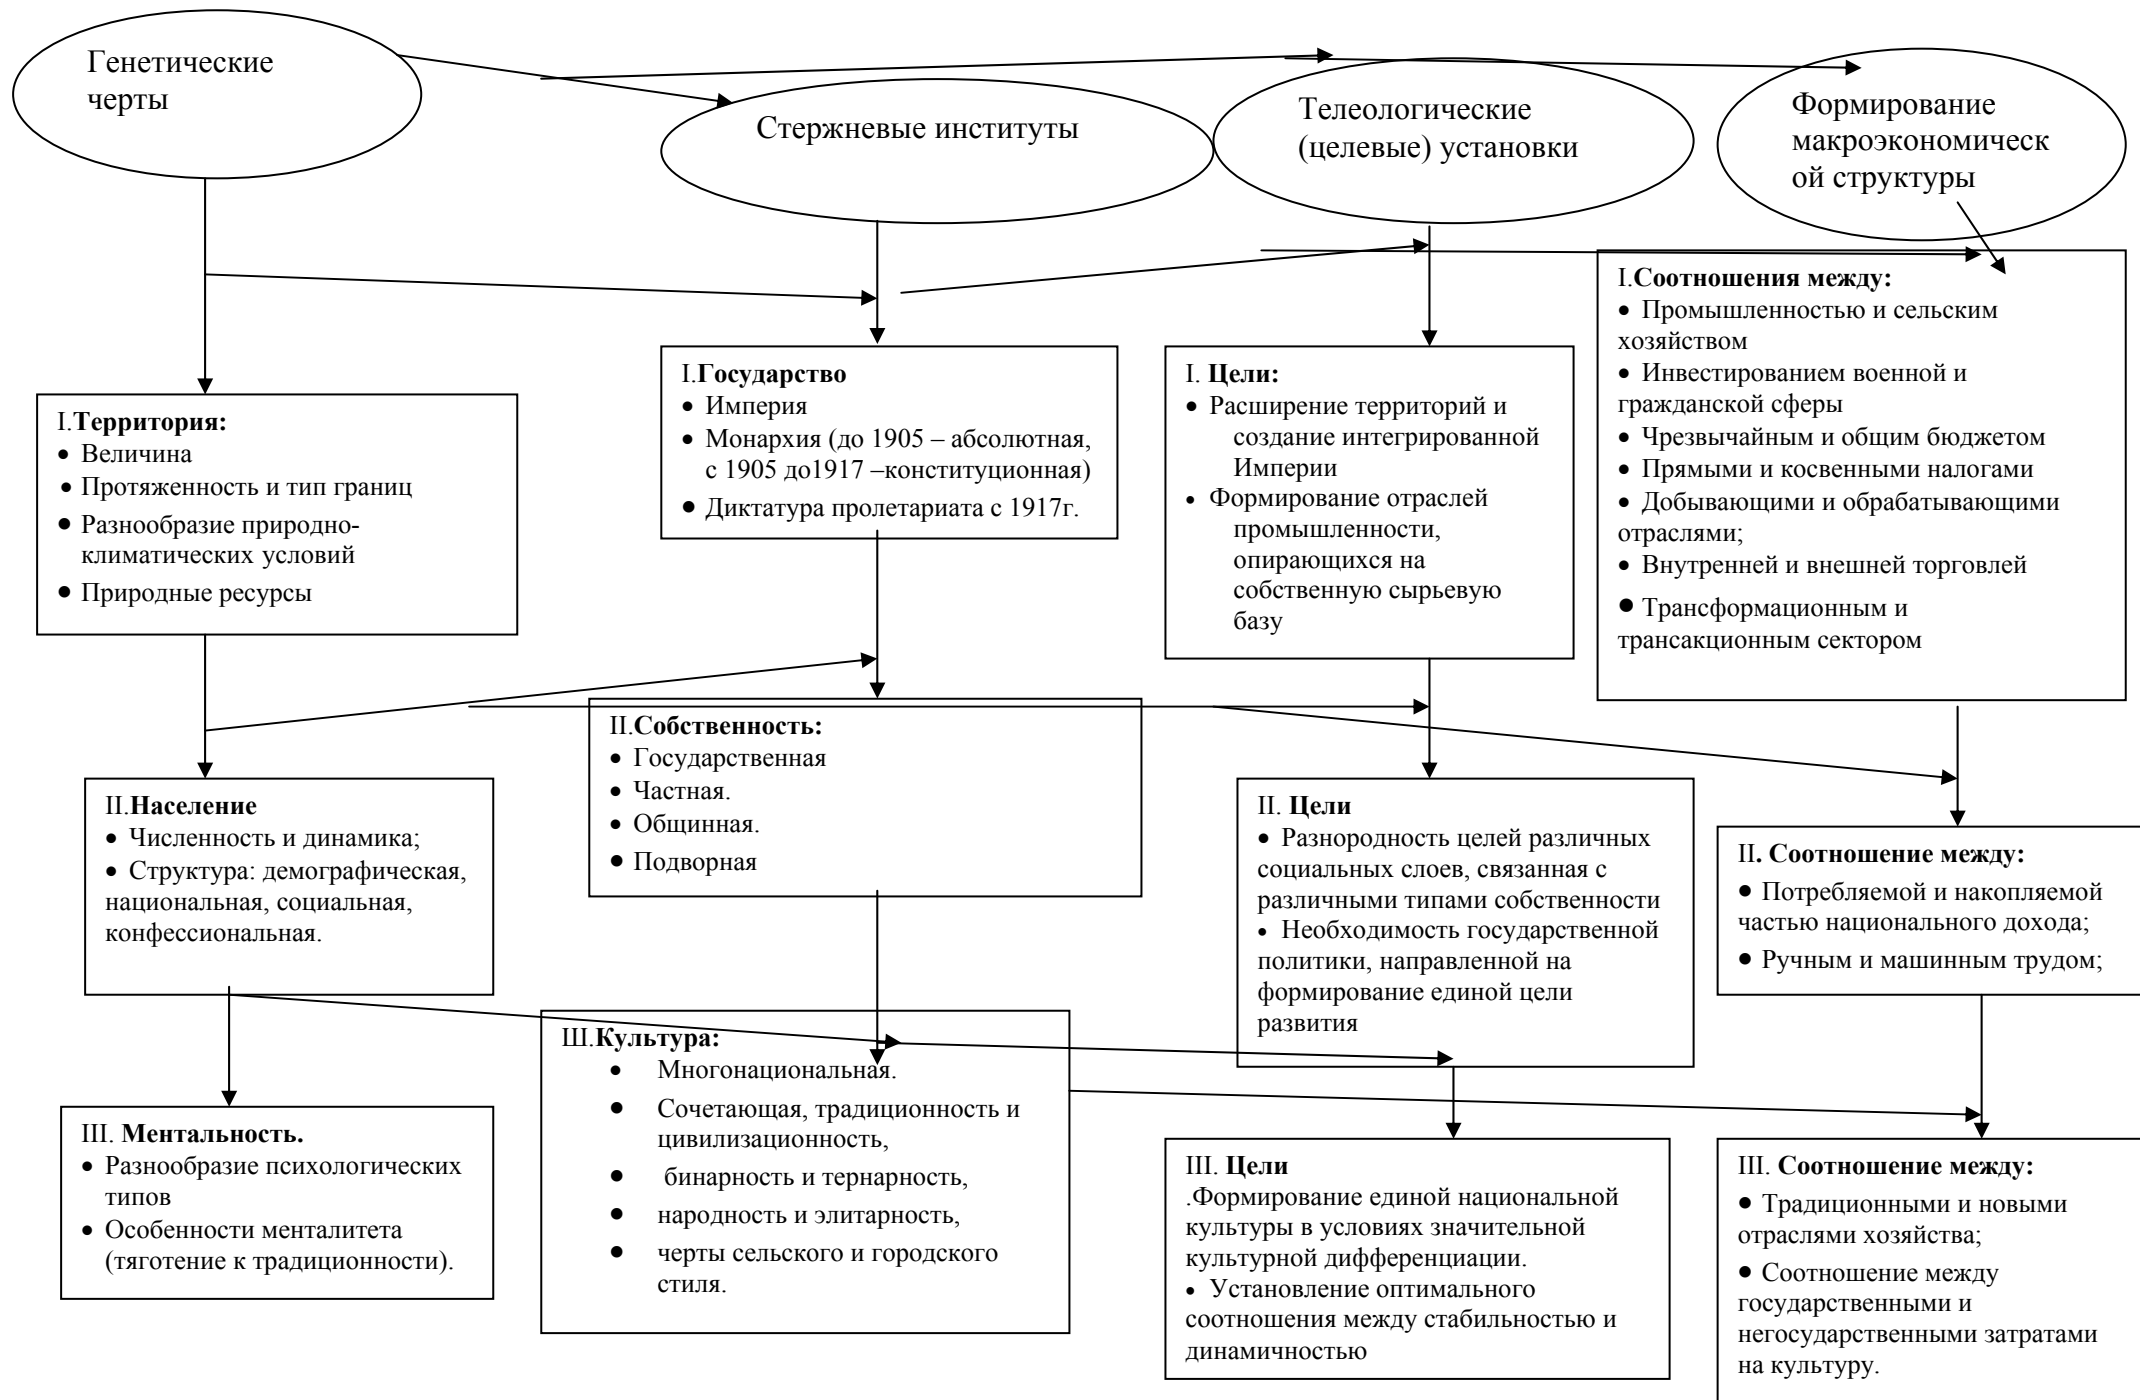 Генетические
черты
Стержневые институты
Телеологические
(целевые) установки
Формирование
макроэкономическ
ой структуры
I.Территория:
• Величина
• Протяженность и тип границ
• Разнообразие природно-
климатических условий
• Природные ресурсы
I.Государство
• Империя
• Монархия (до 1905 – абсолютная,
с 1905 до1917 –конституционная)
• Диктатура пролетариата с 1917г.
I. Цели:
• Расширение территорий и
создание интегрированной
Империи
• Формирование отраслей
промышленности,
опирающихся на
собственную сырьевую
базу
I.Соотношения между:
• Промышленностью и сельским
хозяйством
• Инвестированием военной и
гражданской сферы
• Чрезвычайным и общим бюджетом
• Прямыми и косвенными налогами
• Добывающими и обрабатывающими
отраслями;
• Внутренней и внешней торговлей
• Трансформационным и
трансакционным сектором
II.Население
• Численность и динамика;
• Структура: демографическая,
национальная, социальная,
конфессиональная.
II.Собственность:
• Государственная
• Частная.
• Общинная.
• Подворная
II. Цели
• Разнородность целей различных
социальных слоев, связанная с
различными типами собственности
• Необходимость государственной
политики, направленной на
формирование единой цели
развития
II. Соотношение между:
• Потребляемой и накопляемой
частью национального дохода;
• Ручным и машинным трудом;
III. Ментальность.
• Разнообразие психологических
типов
• Особенности менталитета
(тяготение к традиционности).
Ш.Культура:
• Многонациональная.
• Сочетающая, традиционность и
цивилизационность,
• бинарность и тернарность,
• народность и элитарность,
• черты сельского и городского
стиля.
III. Цели
.Формирование единой национальной
культуры в условиях значительной
культурной дифференциации.
• Установление оптимального
соотношения между стабильностью и
динамичностью
III. Соотношение между:
• Традиционными и новыми
отраслями хозяйства;
• Соотношение между
государственными и
негосударственными затратами
на культуру.